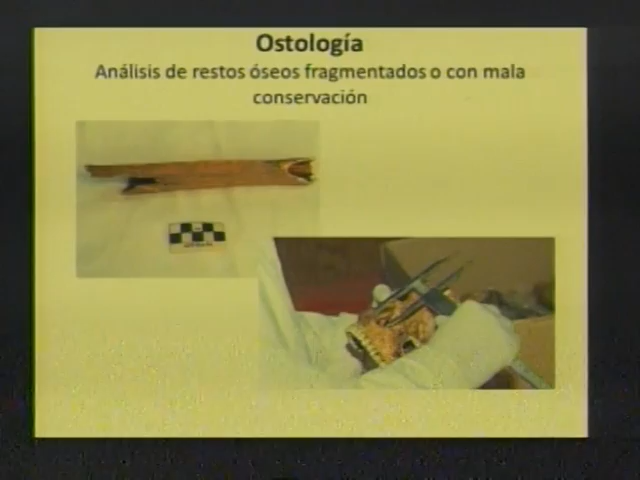 Ostología
Análisis de restos óseos fragmentados o con mala
conservación